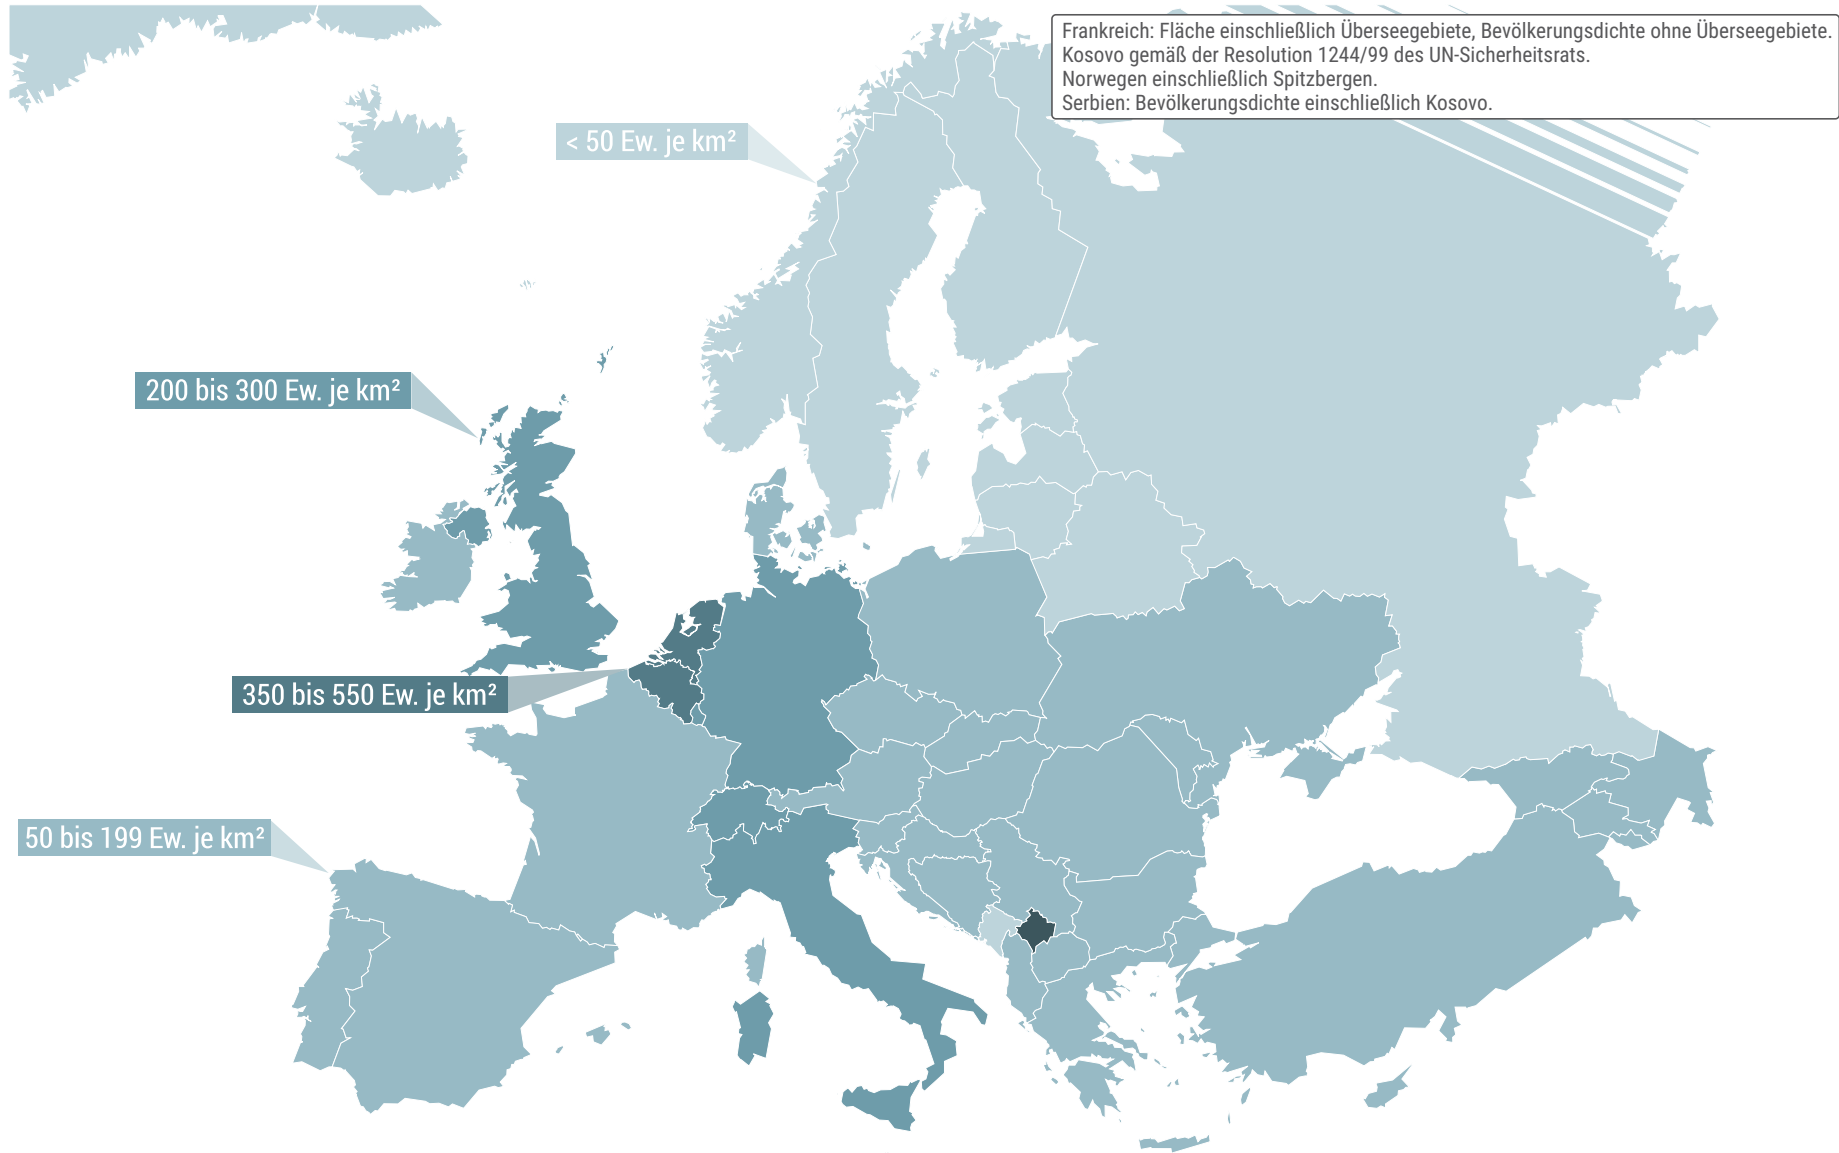 Frankreich: Fläche einschließlich Überseegebiete, Bevölkerungsdichte ohne Überseegebiete.
Kosovo gemäß der Resolution 1244/99 des UN-Sicherheitsrats.
Norwegen einschließlich Spitzbergen.
Serbien: Bevölkerungsdichte einschließlich Kosovo.
< 50 Ew. je km²
200 bis 300 Ew. je km²
350 bis 550 Ew. je km²
50 bis 199 Ew. je km²